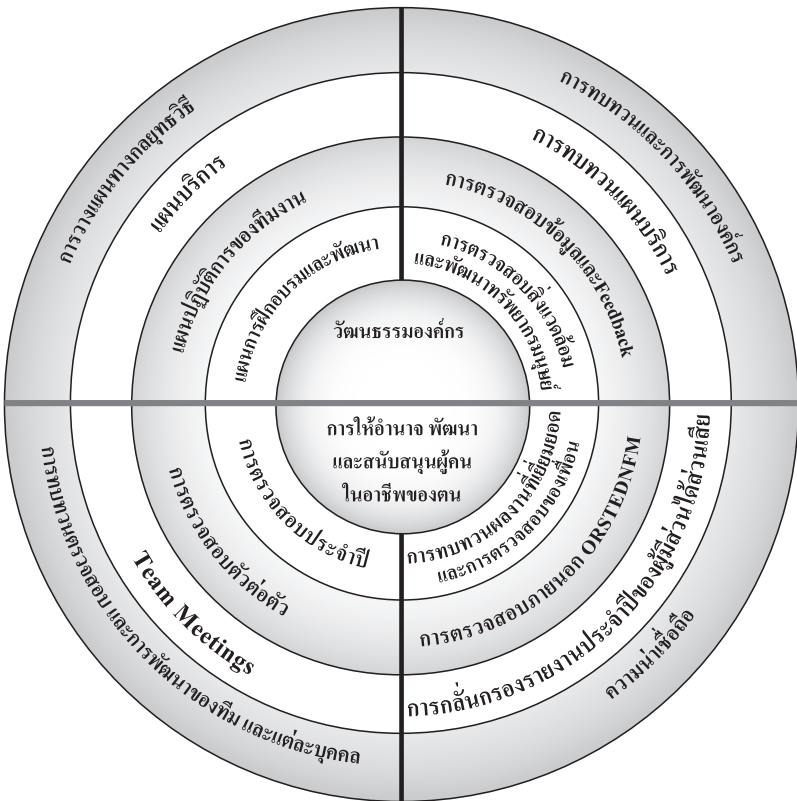 การวางแผนทางกลยุทธวิธี
แผนบริการ
แผนปฏิบัติการของทีมงาน
แผนการฝึกอบรมและพัฒนา
การทบทวนและการพัฒนาองค์กร
การทบทวนแผนบริการ
การตรวจสอบข้อมูลและFeedback
การตรวจสอบสิ่งแวดล้อม
และพัฒนาทรัพยากรมนุษย์
วัฒนธรรมองค์กร
การให้อำนาจ พัฒนา
และสนับสนุนผู้คน
ในอาชีพของตน
การตรวจสอบประจำปี
การตรวจสอบตัวต่อตัว
Team Meetings
การทบทวนตรวจสอบ และการพัฒนาของทีม และแต่ละบุคคล
การทบทวนผลงานที่เยี่ยมยอด
และการตรวจสอบของเพื่อน
การตรวจสอบภายนอก ORSTEDNFM
การกลั่นกรองรายงานประจำปีของผู้มีส่วนได้ส่วนเสีย
ความน่าเชื่อถือ